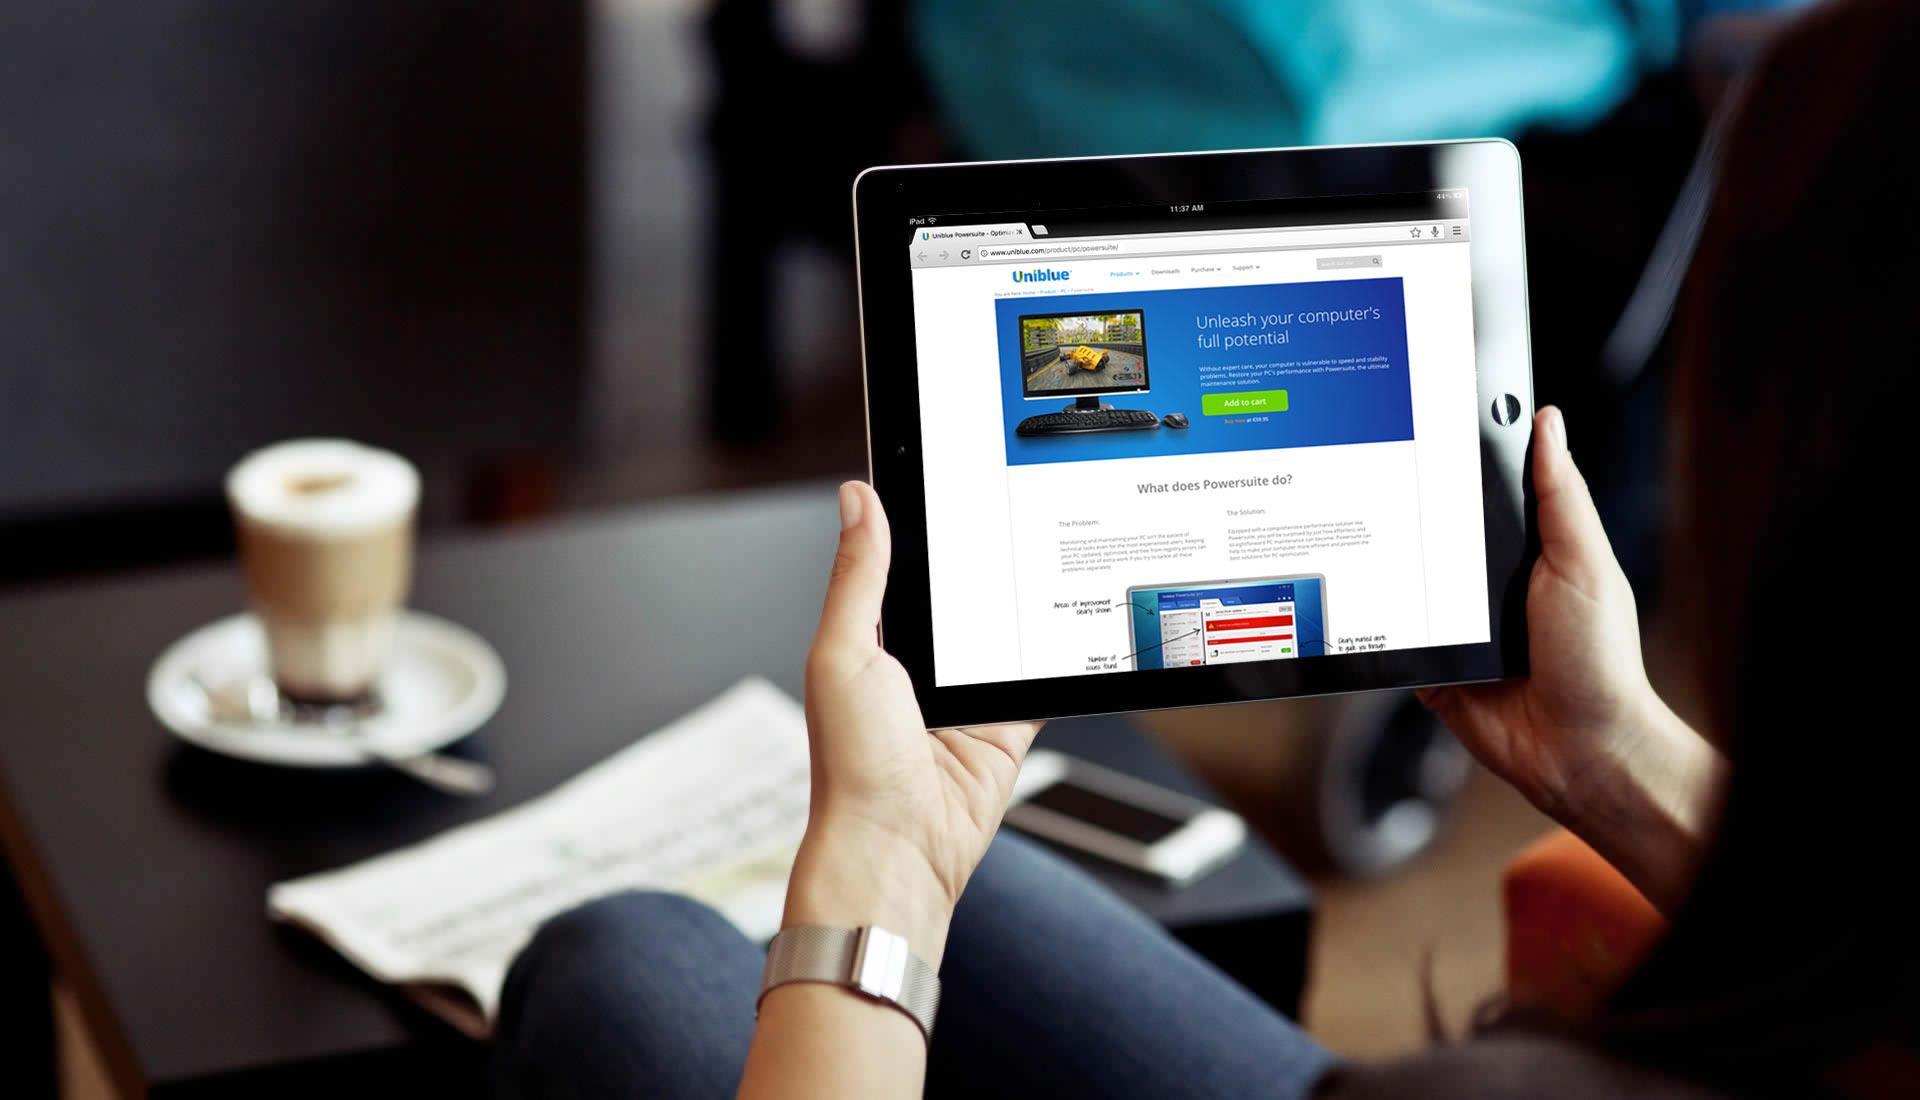 iPad
11:37 AM
44%
Uniblue Powersuite - Optimize
www.uniblue.com/product/pc/powersuite/
Uniblue
Products
Downloads
Purchase
Support
Search our site
You are here: Home > Product > PC > Powersuite
Unleash your computer's
full potential
Without expert care, your computer is vulnerable to speed and stability
problems. Restore your PC's performance with Powersuite, the ultimate
maintenance solution.
Add to cart
Buy now at €59.95
What does Powersuite do?
The Problem:
Monitoring and maintaining your PC isn't the easiest of
technical tasks even for the most experienced users. Keeping
your PC updated, optimized, and free from registry errors can
seem like a lot of extra work if you try to tackle all these
problems separately.
The Solution:
Equipped with a comprehensive performance solution like
Powersuite, you will be surprised by just how effortless and
straightforward PC maintenance can become. Powersuite can
help to make your computer more efficient and pinpoint the
best solutions for PC optimization.
Areas of improvement
clearly shown
Number of
issues found
Clearly marked alerts
to guide you through